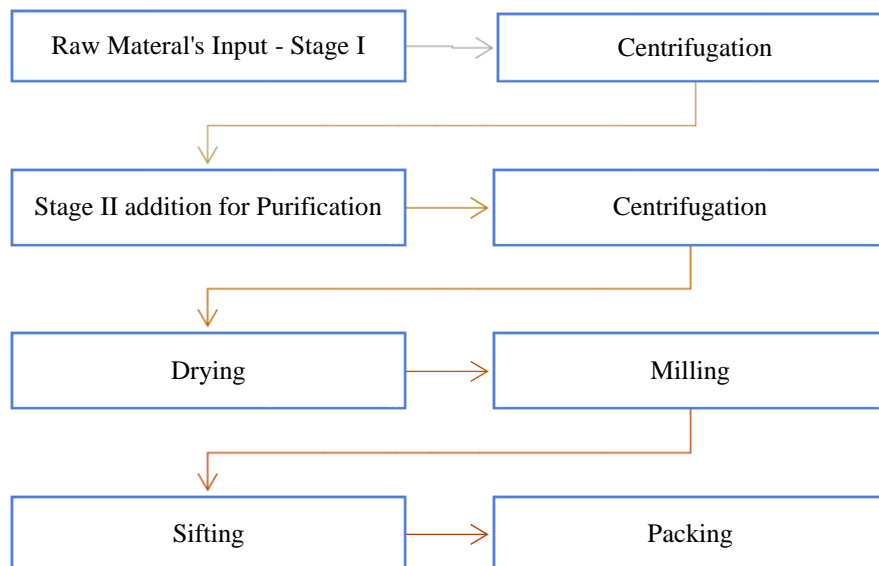 Raw Materal's Input - Stage I
Centrifugation
Stage II addition for Purification
Centrifugation
Drying
Milling
Sifting
Packing